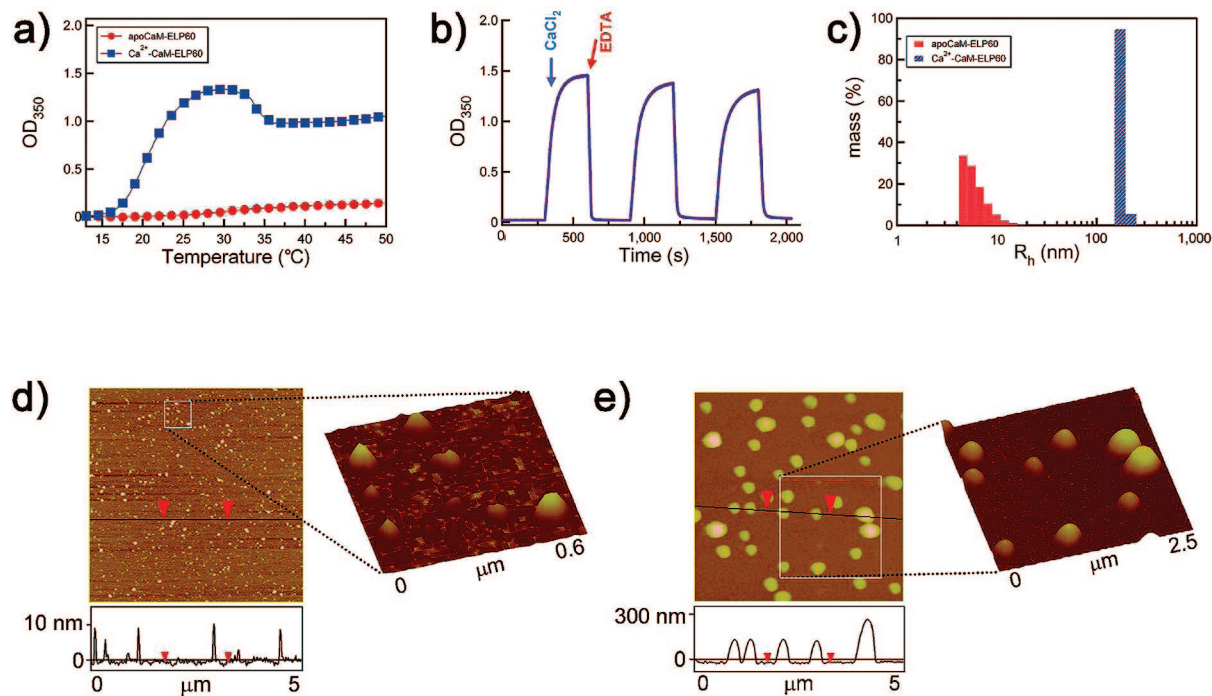 a)
apoCaM-ELP60
Ca²⁺-CaM-ELP60
OD₃₅₀
2.0
1.5
1.0
0.5
0
15 20 25 30 35 40 45 50
Temperature (°C)
b)
CaCl₂
EDTA
OD₃₅₀
2.0
1.5
1.0
0.5
0
0 500 1,000 1,500 2,000
Time (s)
c)
apoCaM-ELP60
Ca²⁺-CaM-ELP60
mass (%)
100
80
60
40
20
0
1 10 100 1,000
Rₕ (nm)
d)
0 μm 0.6
10 nm
0
0 μm 5
e)
0 μm 2.5
300 nm
0
0 μm 5